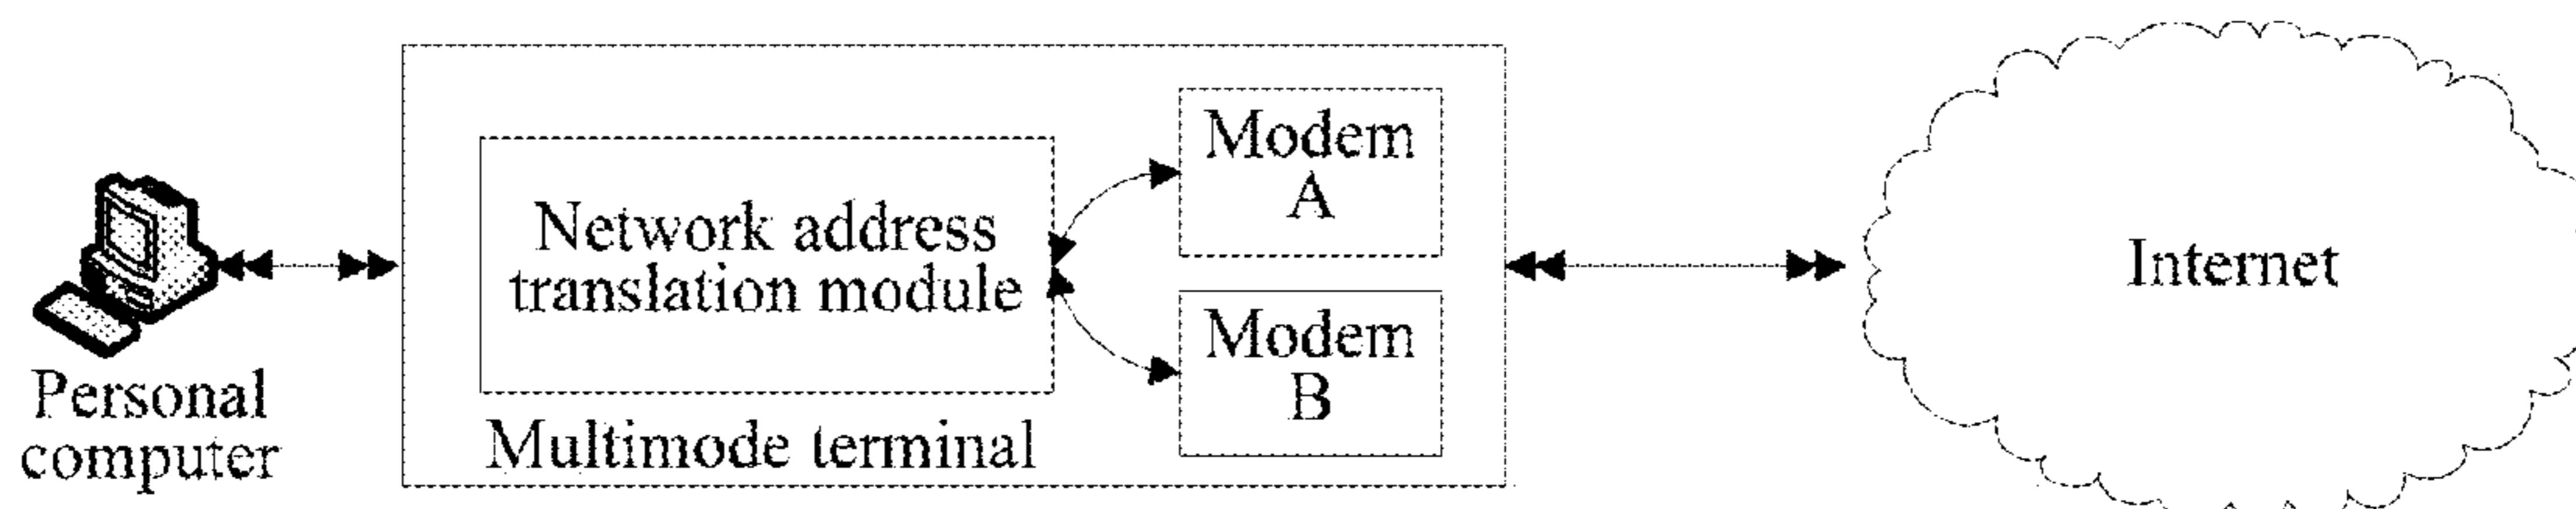 Personal
computer
Network address
translation module
Multimode terminal
Modem
A
Modem
B
Internet